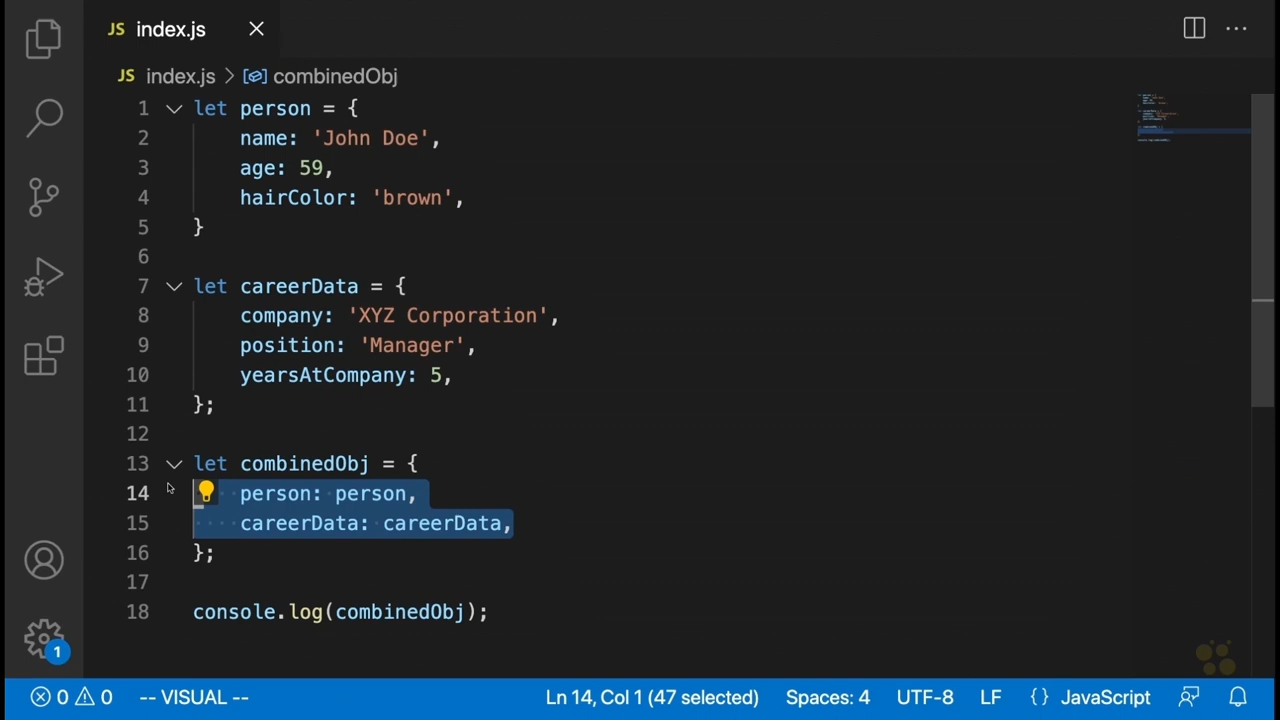 JS index.js
JS index.js > combinedObj
1 let person = {
2 name: 'John Doe',
3 age: 59,
4 hairColor: 'brown',
5 }
6
7 let careerData = {
8 company: 'XYZ Corporation',
9 position: 'Manager',
10 yearsAtCompany: 5,
11 };
12
13 let combinedObj = {
14 person: person,
15 careerData: careerData,
16 };
17
18 console.log(combinedObj);
1
0 0 -- VISUAL -- Ln 14, Col 1 (47 selected) Spaces: 4 UTF-8 LF {} JavaScript